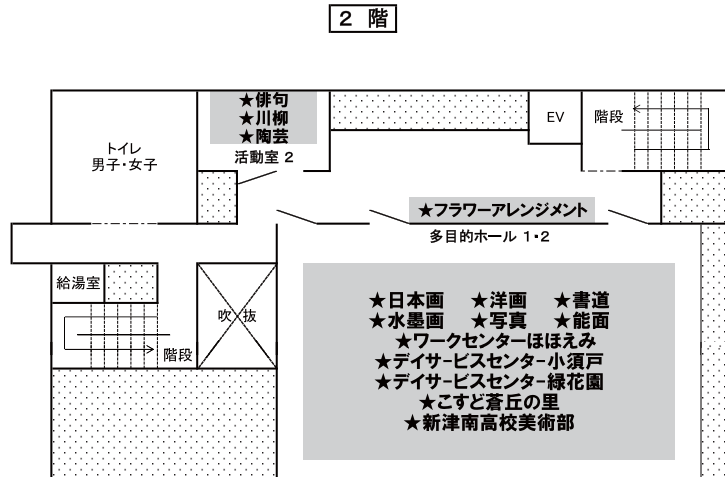 2 階
★俳句
★川柳
★陶芸
活動室 2
トイレ
男子・女子
EV
階段
★フラワーアレンジメント
多目的ホール 1・2
給湯室
吹 抜
階段
★日本画 ★洋画 ★書道
★水墨画 ★写真 ★能面
★ワークセンターほほえみ
★デイサービスセンター小須戸
★デイサービスセンター緑花園
★こすど蒼丘の里
★新津南高校美術部